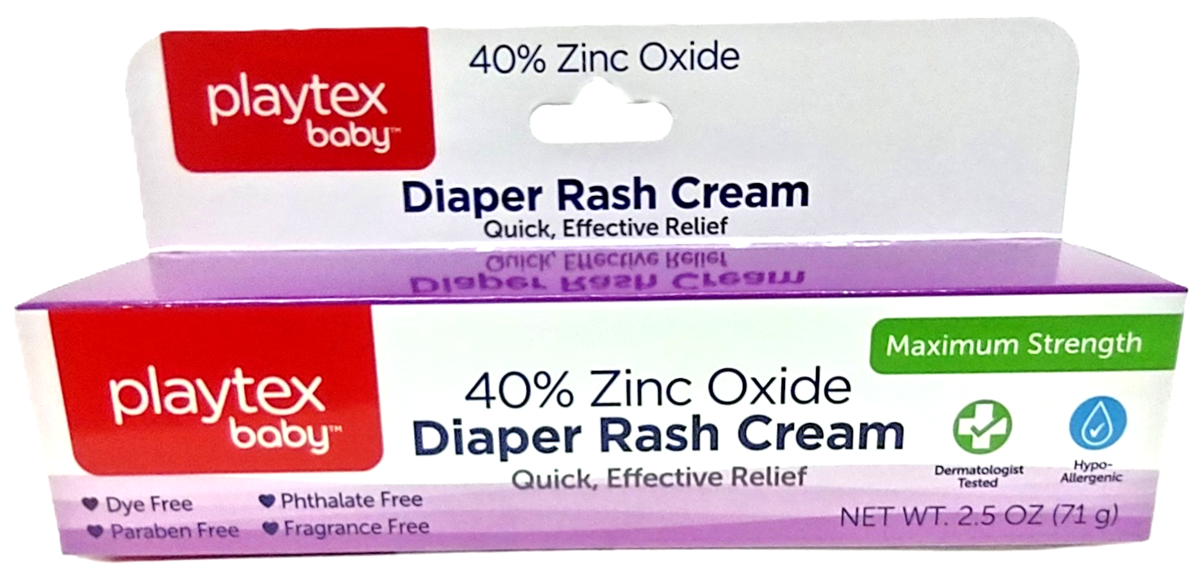 playtex
baby™
40% Zinc Oxide
Diaper Rash Cream
Quick, Effective Relief
Quick, Effective Relief
Diaper Rash Cream
playtex
baby™
Maximum Strength
40% Zinc Oxide
Diaper Rash Cream
Quick, Effective Relief
Dermatologist
Tested
Hypo-
Allergenic
Dye Free
Phthalate Free
Paraben Free
Fragrance Free
NET WT. 2.5 OZ (71 g)